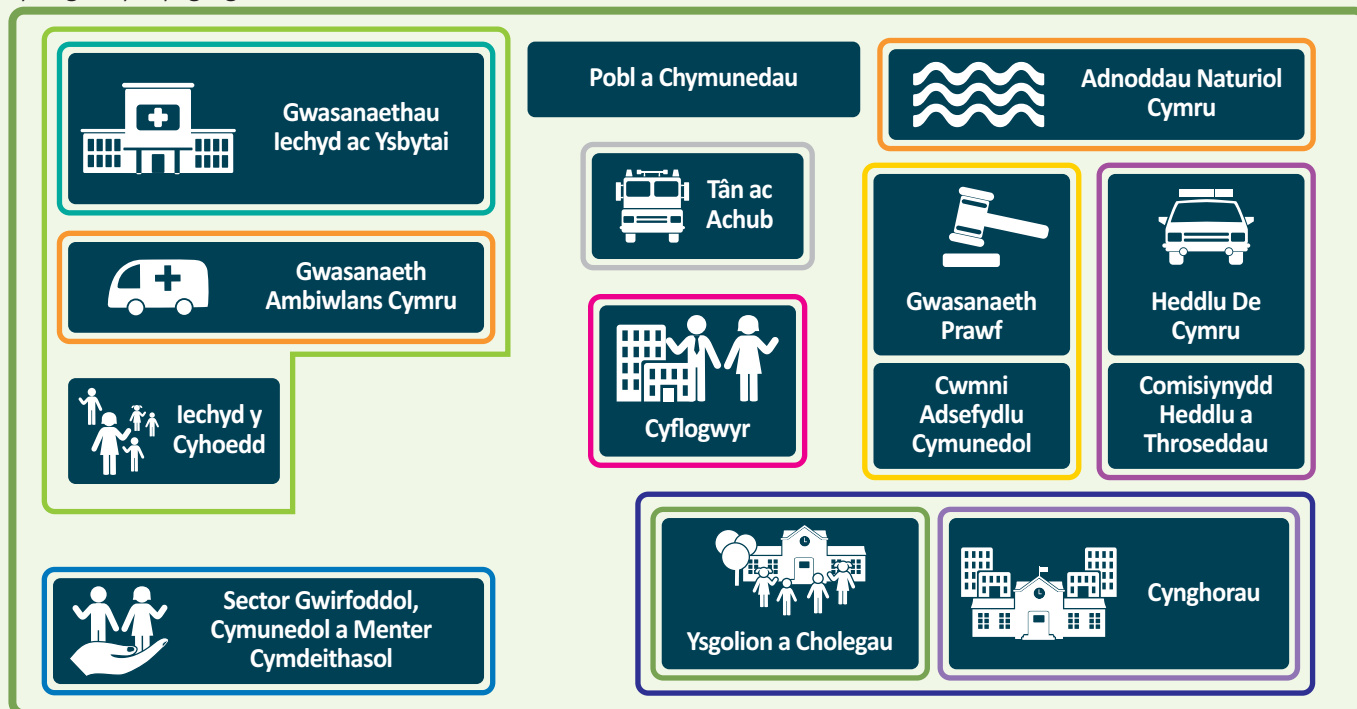 Gwasanaethau
Iechyd ac Ysbytai
Pobl a Chymunedau
Adnoddau Naturiol
Cymru
Tân ac
Achub
Gwasanaeth
Ambiwlans Cymru
Gwasanaeth
Prawf
Heddlu De
Cymru
Iechyd y
Cyhoedd
Cyflogwyr
Cwmni
Adsefydlu
Cymunedol
Comisiynydd
Heddlu a
Throseddau
Sector Gwirfoddol,
Cymunedol a Menter
Cymdeithasol
Ysgolion a Cholegau
Cynghorau